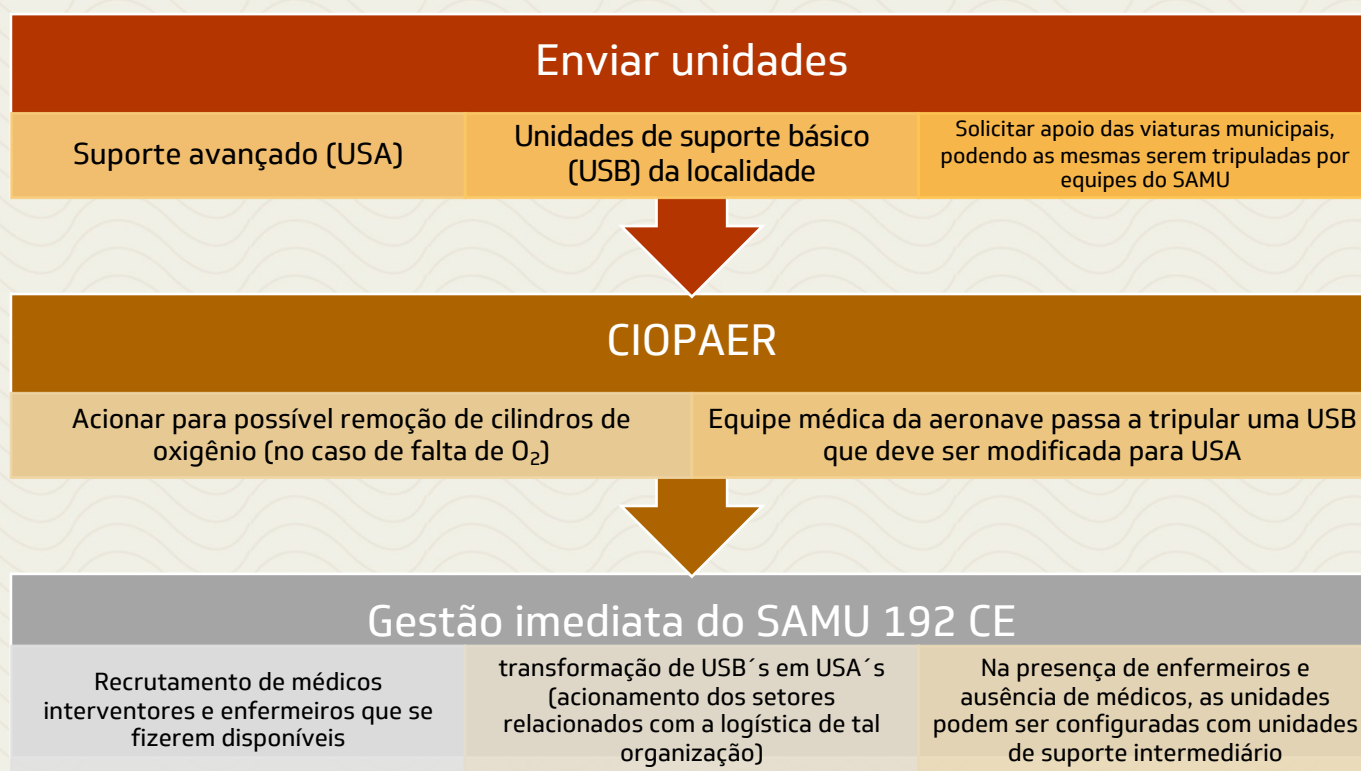 Enviar unidades
Suporte avançado (USA)
Unidades de suporte básico
(USB) da localidade
Solicitar apoio das viaturas municipais,
podendo as mesmas serem tripuladas por
equipes do SAMU
CIOPAER
Acionar para possível remoção de cilindros de
oxigênio (no caso de falta de O₂)
Equipe médica da aeronave passa a tripular uma USB
que deve ser modificada para USA
Gestão imediata do SAMU 192 CE
Recrutamento de médicos
interventores e enfermeiros que se
fizerem disponíveis
transformação de USB´s em USA´s
(acionamento dos setores
relacionados com a logística de tal
organização)
Na presença de enfermeiros e
ausência de médicos, as unidades
podem ser configuradas com unidades
de suporte intermediário